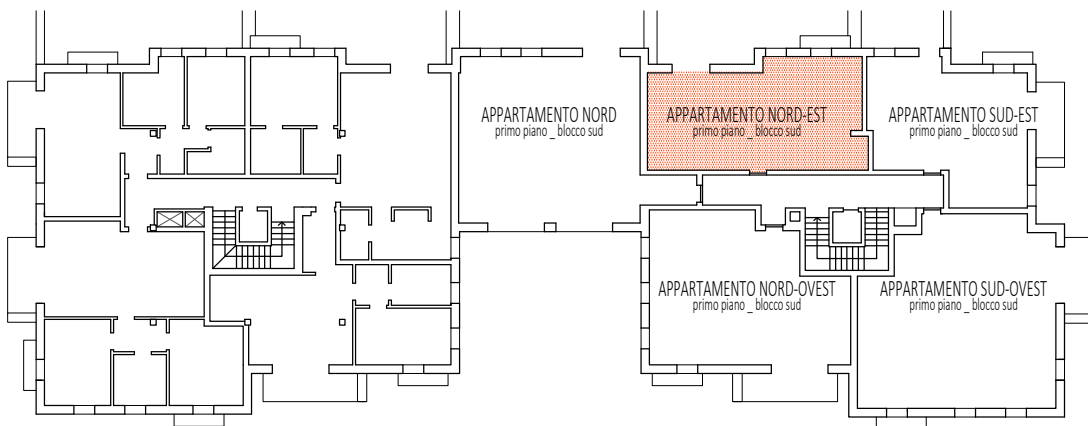 APPARTAMENTO NORD
primo piano _ blocco sud
APPARTAMENTO NORD-EST
primo piano _ blocco sud
APPARTAMENTO SUD-EST
primo piano _ blocco sud
APPARTAMENTO NORD-OVEST
primo piano _ blocco sud
APPARTAMENTO SUD-OVEST
primo piano _ blocco sud